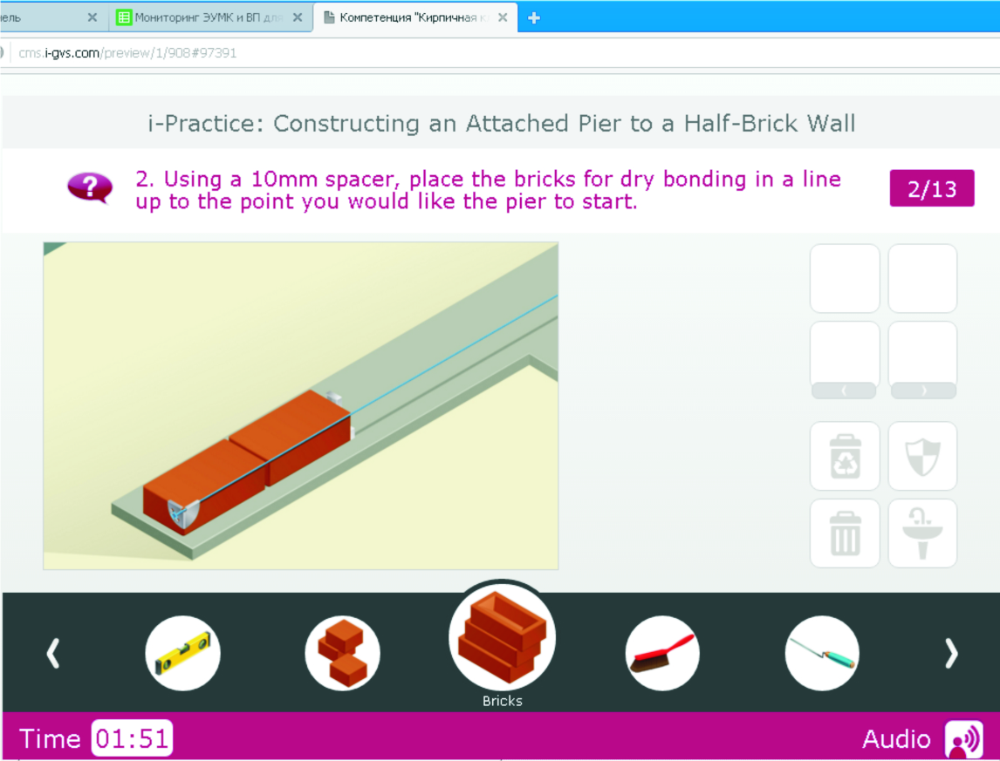 ель
Мониторинг ЭУМК и ВП для
Компетенция "Кирпичная к
cms.i-gvs.com/preview/1/908#97391
i-Practice: Constructing an Attached Pier to a Half-Brick Wall
2. Using a 10mm spacer, place the bricks for dry bonding in a line
up to the point you would like the pier to start.
2/13
Bricks
Time 01:51
Audio